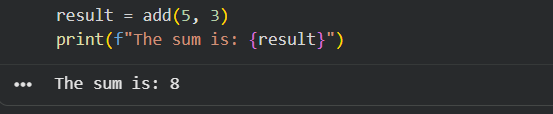 result = add(5, 3)
print(f"The sum is: {result}")
••• The sum is: 8